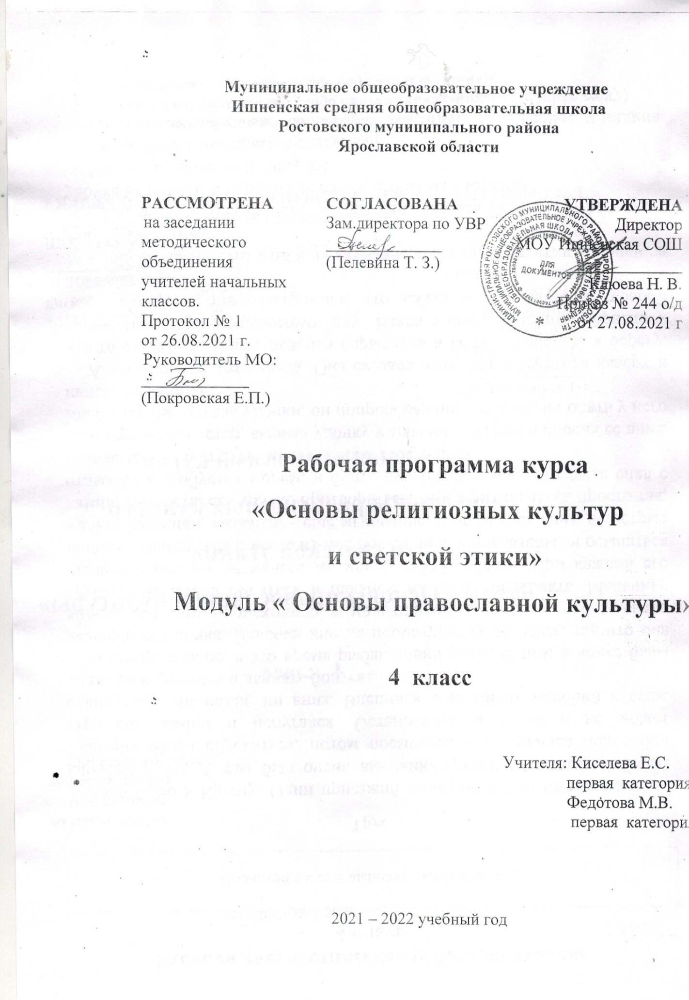 Муниципальное общеобразовательное учреждение
Ишненская средняя общеобразовательная школа
Ростовского муниципального района
Ярославской области
РАССМОТРЕНА
на заседании
методического
объединения
учителей начальных
классов.
Протокол № 1
от 26.08.2021 г.
Руководитель МО:
(Покровская Е.П.)
СОГЛАСОВАНА
Зам.директора по УВР
(Пелевина Т. З.)
УТВЕРЖДЕНА
Директор
МОУ Ишненская СОШ
Клюева Н. В.
Приказ № 244 о/д
от 27.08.2021 г
ДЛЯ
ДОКУМЕНТОВ
Рабочая программа курса
«Основы религиозных культур
и светской этики»
Модуль « Основы православной культуры»
4 класс
Учителя: Киселева Е.С.
первая категория
Федотова М.В.
первая категори
2021 – 2022 учебный год